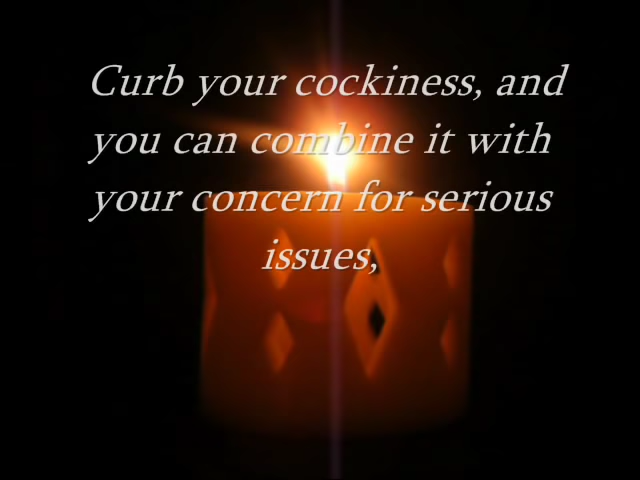 Curb your cockiness, and
you can combine it with
your concern for serious
issues,